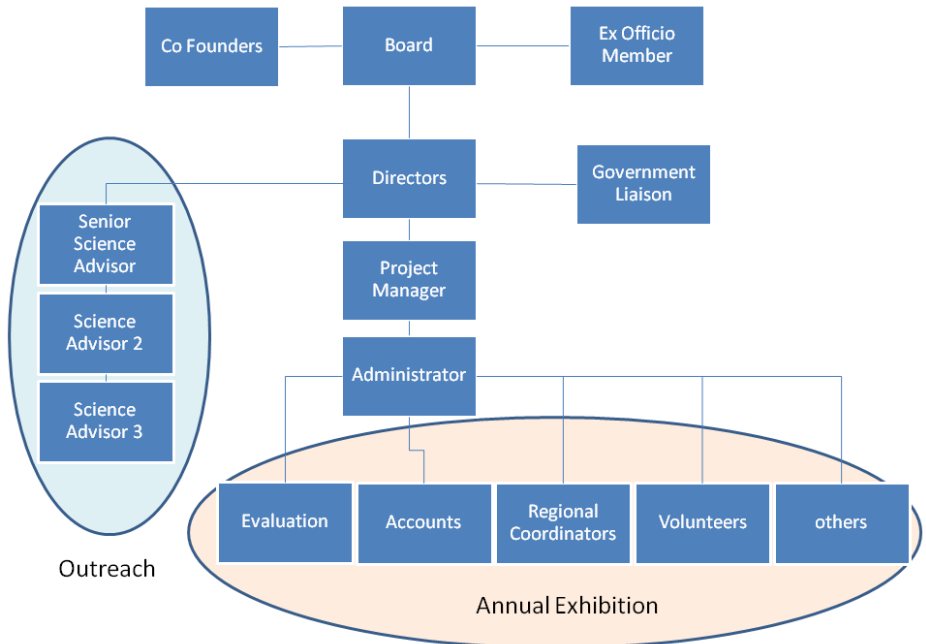 Co Founders
Board
Ex Officio
Member
Directors
Government
Liaison
Senior
Science
Advisor
Project
Manager
Science
Advisor 2
Administrator
Science
Advisor 3
Evaluation
Accounts
Regional
Coordinators
Volunteers
others
Outreach
Annual Exhibition